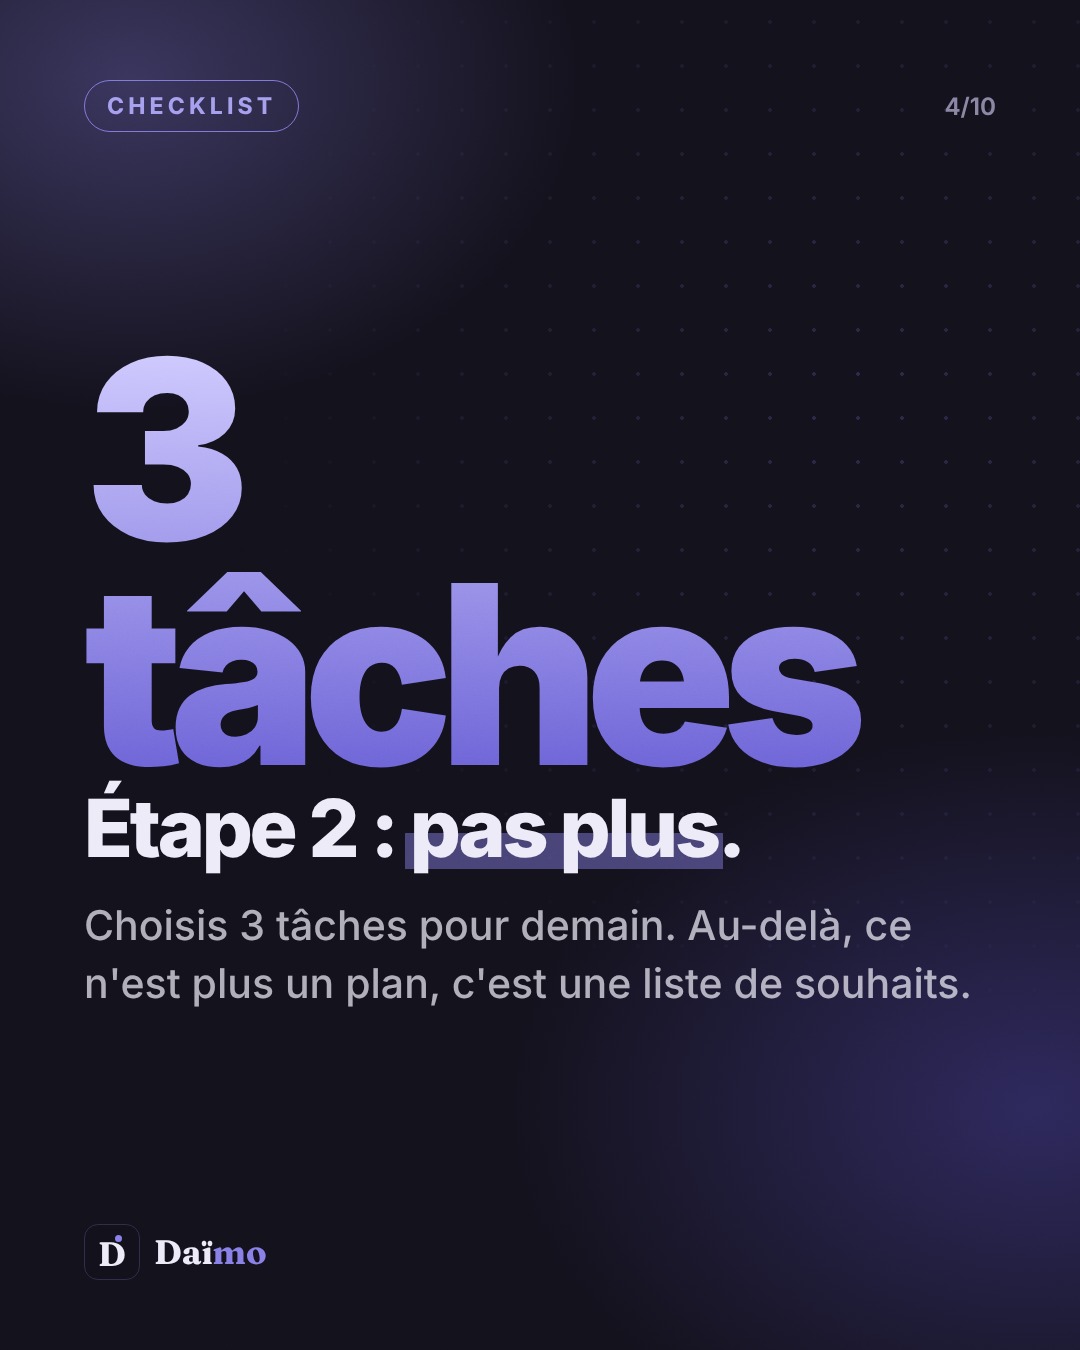 CHECKLIST
4/10
3
tâches
Étape 2 : pas plus.
Choisis 3 tâches pour demain. Au-delà, ce
n'est plus un plan, c'est une liste de souhaits.
D Daïmo